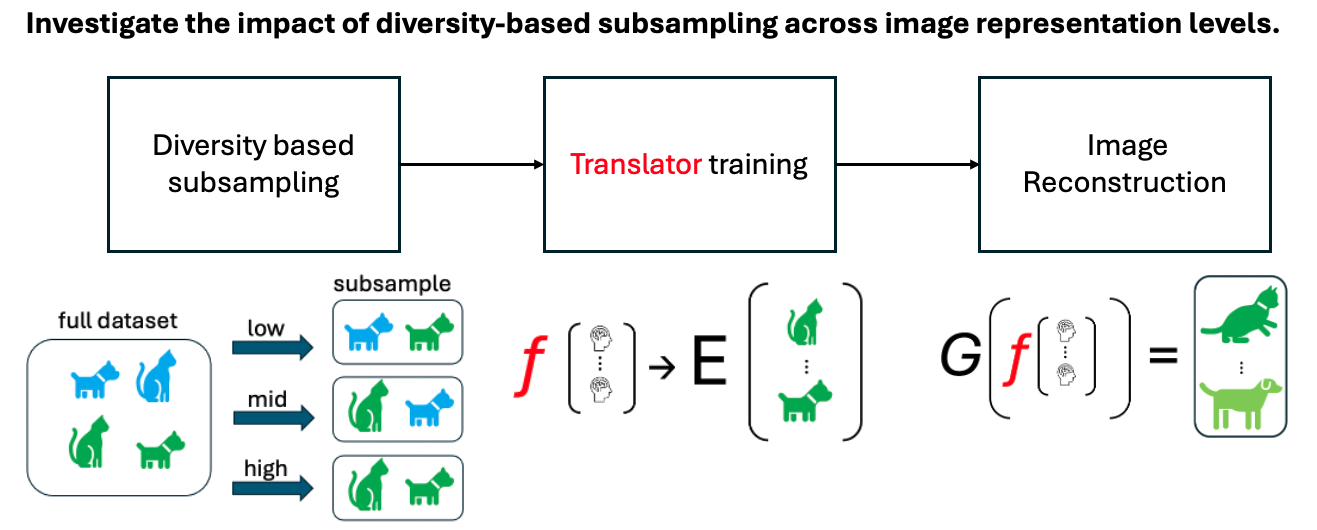 Investigate the impact of diversity-based subsampling across image representation levels.
Diversity based
subsampling
Translator training
Image
Reconstruction
full dataset
low
mid
high
subsample
f → E
G f =